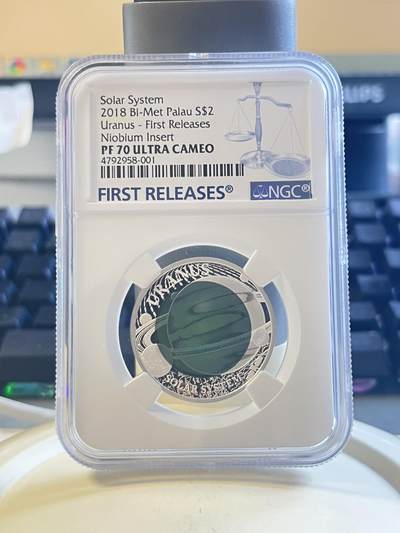 Solar System
2018 Bi-Met Palau S$2
Uranus - First Releases
Niobium Insert
PF 70 ULTRA CAMEO
4792958-001
FIRST RELEASES®
NGC®
URANUS
SOLAR SYSTEM